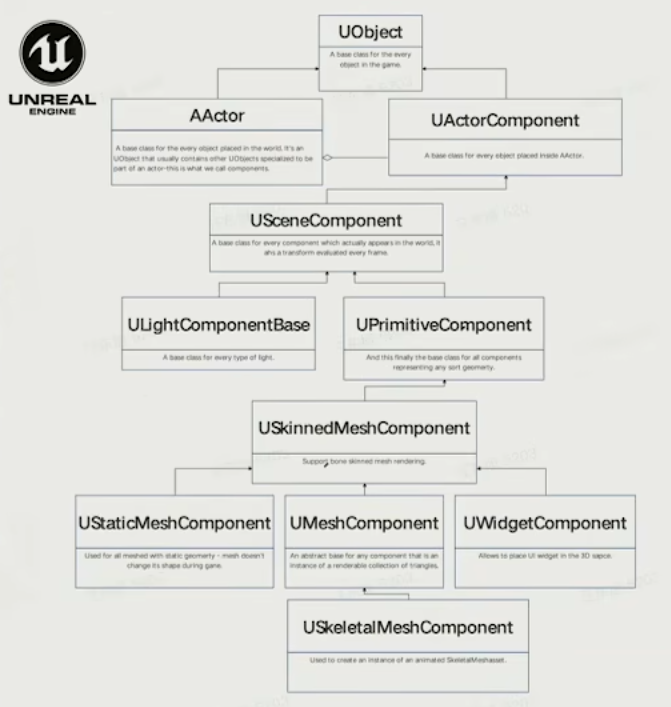 UNREAL
ENGINE
UObject
A base class for the every
object in the game.
AActor
A base class for the every object placed in the world. It's an
UObject that usually contains other UObjects specialized to be
part of an actor-this is what we call components.
UActorComponent
A base class for every object placed inside AActor.
USceneComponent
A base class for every component which actually appears in the world, it
ahs a transform evaluated every frame.
ULightComponentBase
A base class for every type of light.
UPrimitiveComponent
And this finally the base class for all components
representing any sort geomerty.
USkinnedMeshComponent
Support bone skinned mesh rendering.
UStaticMeshComponent
Used for all meshed with static geomerty - mesh doesn't
change its shape during gane.
UMeshComponent
An abstract base for any component that is an
instance of a renderable collection of triangles.
UWidgetComponent
Allows to place UI widget in the 3D sapce.
USkeletalMeshComponent
Used to create an instance of an animated SkeletalMeshasset.